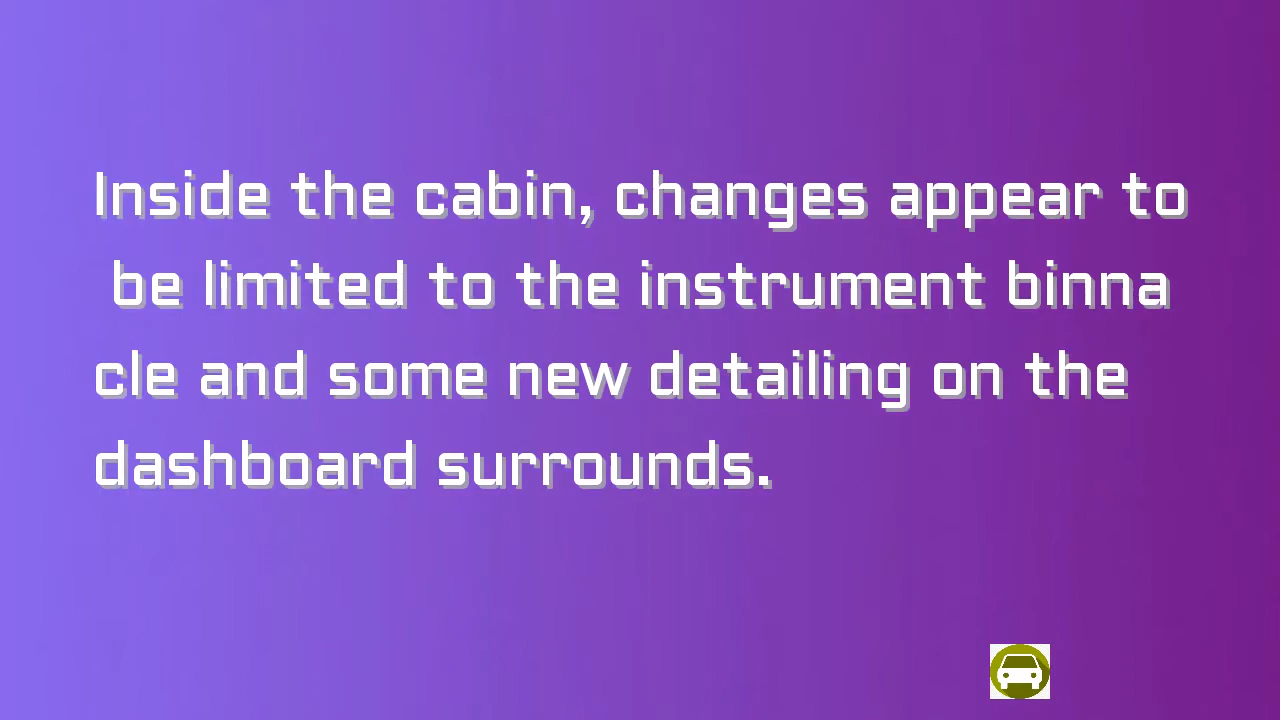 Inside the cabin, changes appear to
be limited to the instrument binna
cle and some new detailing on the
dashboard surrounds.